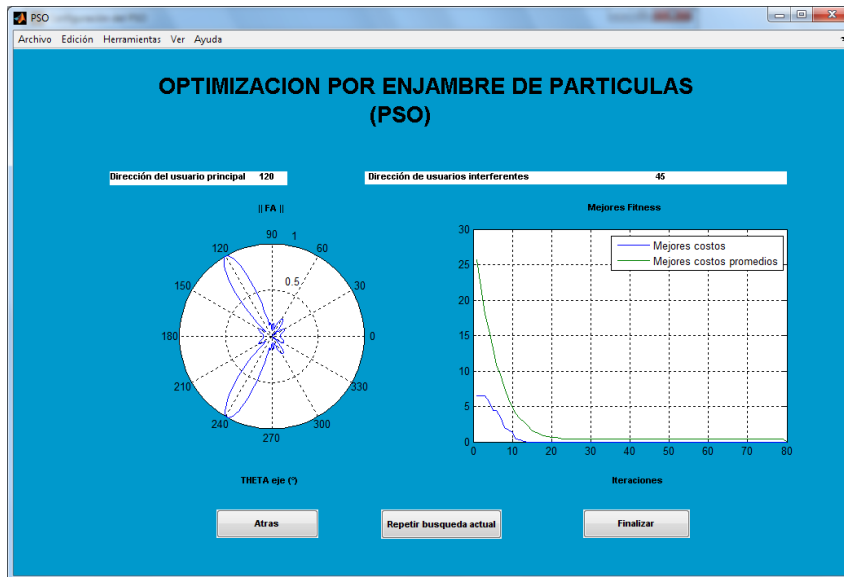 PSO
Archivo Edición Herramientas Ver Ayuda
OPTIMIZACION POR ENJAMBRE DE PARTICULAS
(PSO)
Dirección del usuario principal 120
Dirección de usuarios interferentes 45
|| FA ||
90
1
120
60
0.5
150
30
180
0
210
330
240
300
270
THETA eje (º)
Mejores Fitness
Mejores costos
Mejores costos promedios
30
25
20
15
10
5
0
0 10 20 30 40 50 60 70 80
Iteraciones
Atras
Repetir busqueda actual
Finalizar